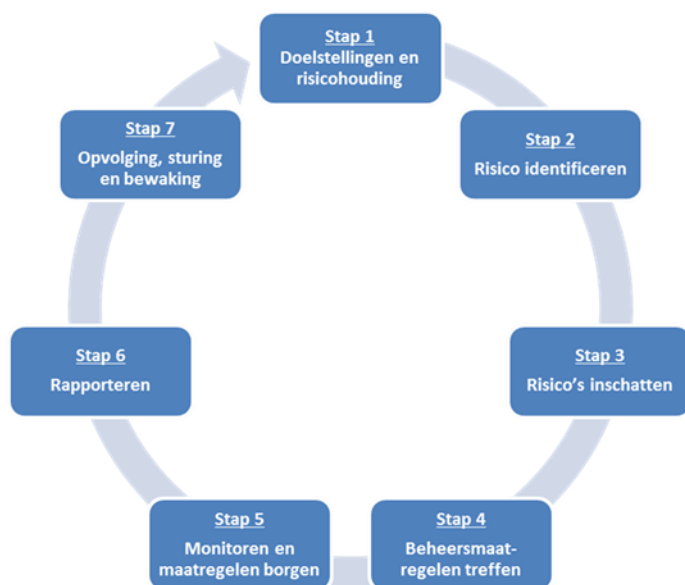 Stap 1
Doelstellingen en
risicohouding
Stap 2
Risico identificeren
Stap 3
Risico's inschatten
Stap 4
Beheersmaat-
regelen treffen
Stap 5
Monitoren en
maatregelen borgen
Stap 6
Rapporteren
Stap 7
Opvolging, sturing
en bewaking